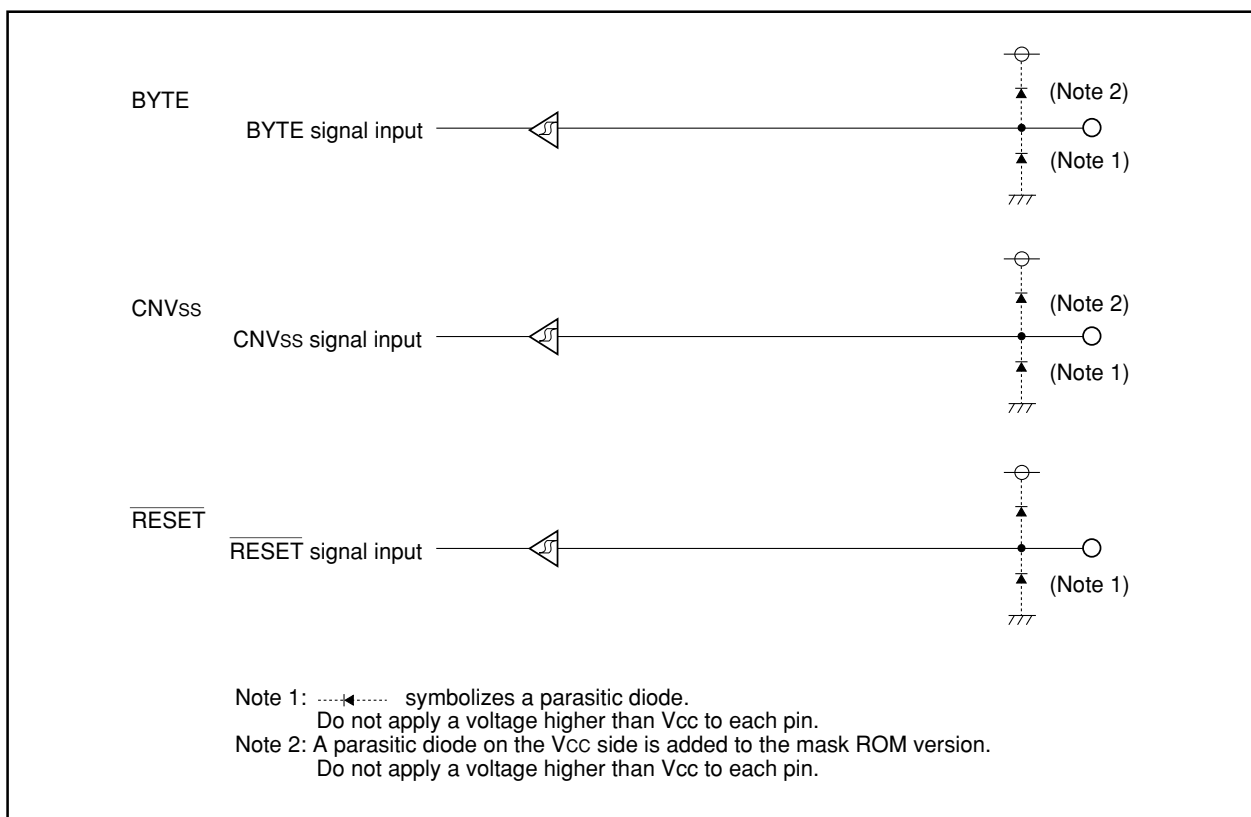 BYTE
BYTE signal input
(Note 2)
(Note 1)
CNVss
CNVss signal input
(Note 2)
(Note 1)
RESET
RESET signal input
(Note 1)
Note 1: symbolizes a parasitic diode.
Do not apply a voltage higher than Vcc to each pin.
Note 2: A parasitic diode on the VCC side is added to the mask ROM version.
Do not apply a voltage higher than Vcc to each pin.